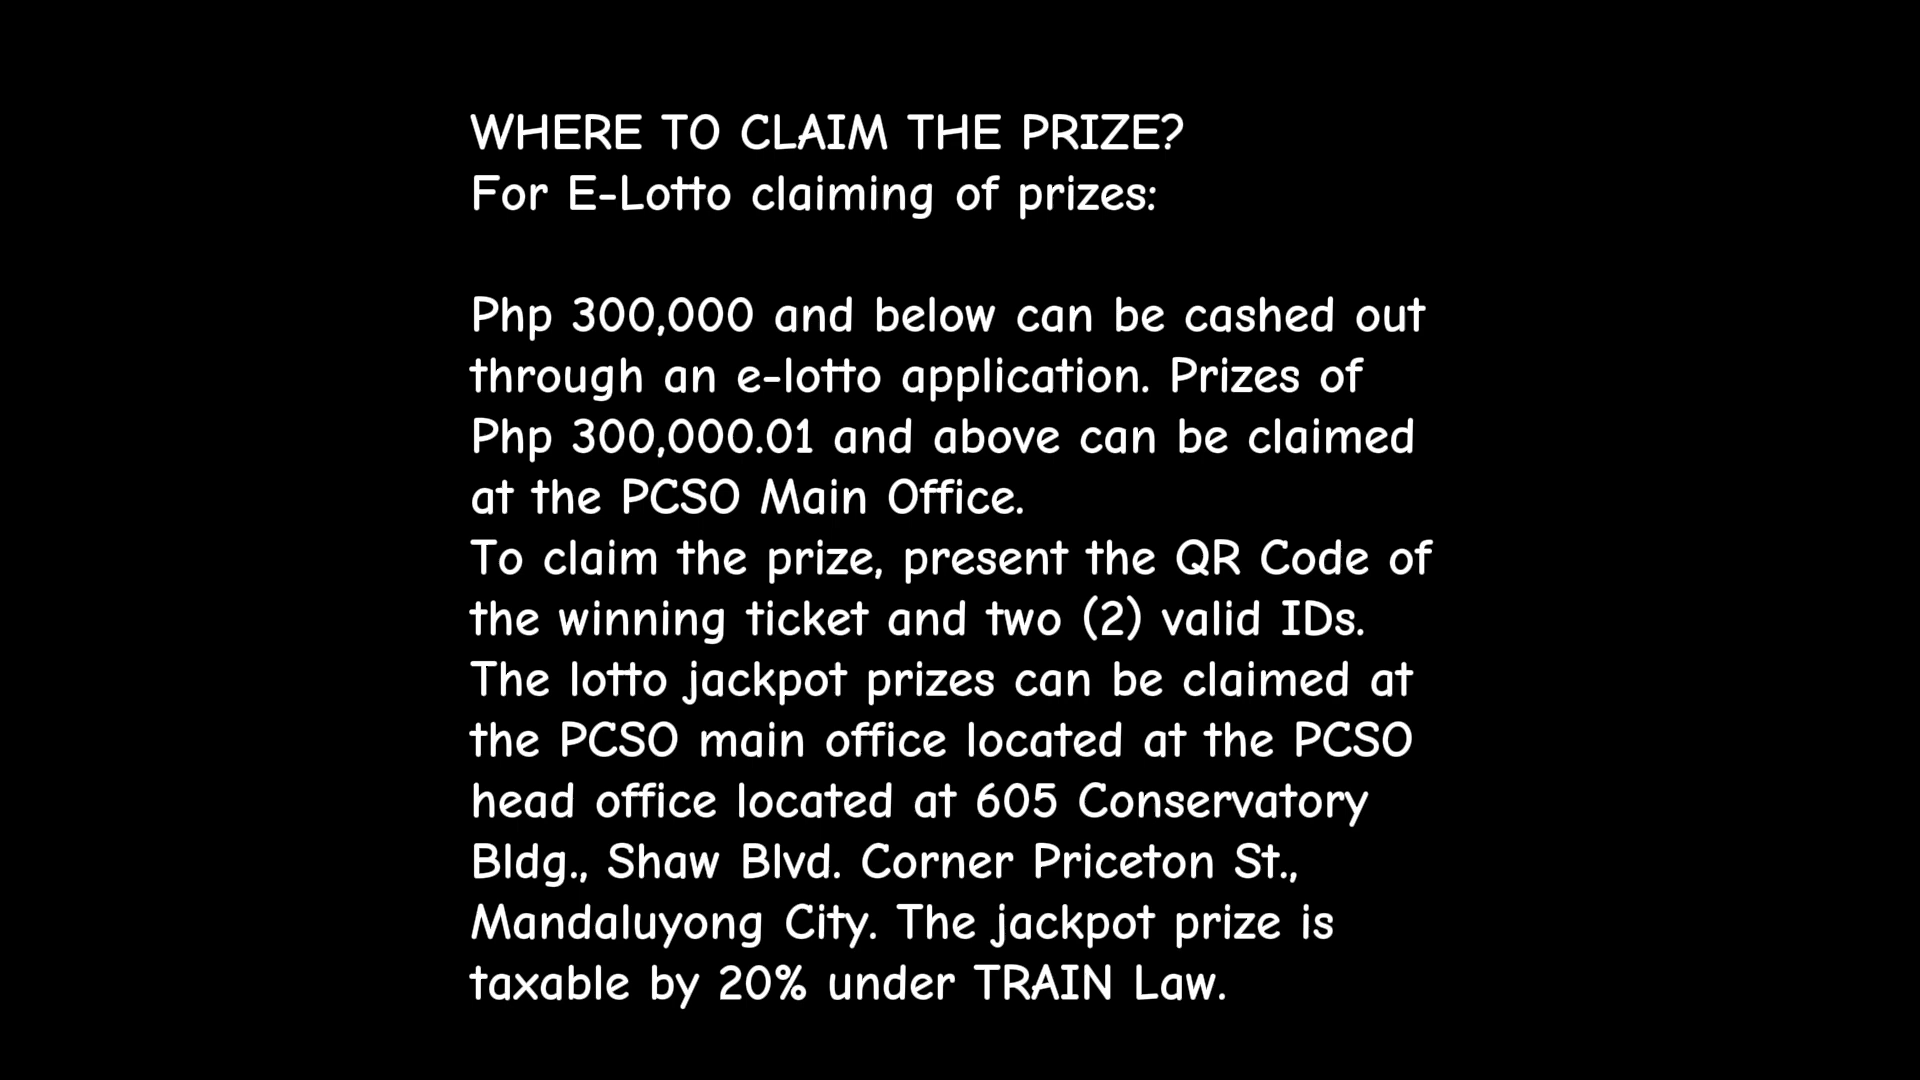 WHERE TO CLAIM THE PRIZE?
For E-Lotto claiming of prizes:
Php 300,000 and below can be cashed out
through an e-lotto application. Prizes of
Php 300,000.01 and above can be claimed
at the PCSO Main Office.
To claim the prize, present the QR Code of
the winning ticket and two (2) valid IDs.
The lotto jackpot prizes can be claimed at
the PCSO main office located at the PCSO
head office located at 605 Conservatory
Bldg., Shaw Blvd. Corner Priceton St.,
Mandaluyong City. The jackpot prize is
taxable by 20% under TRAIN Law.